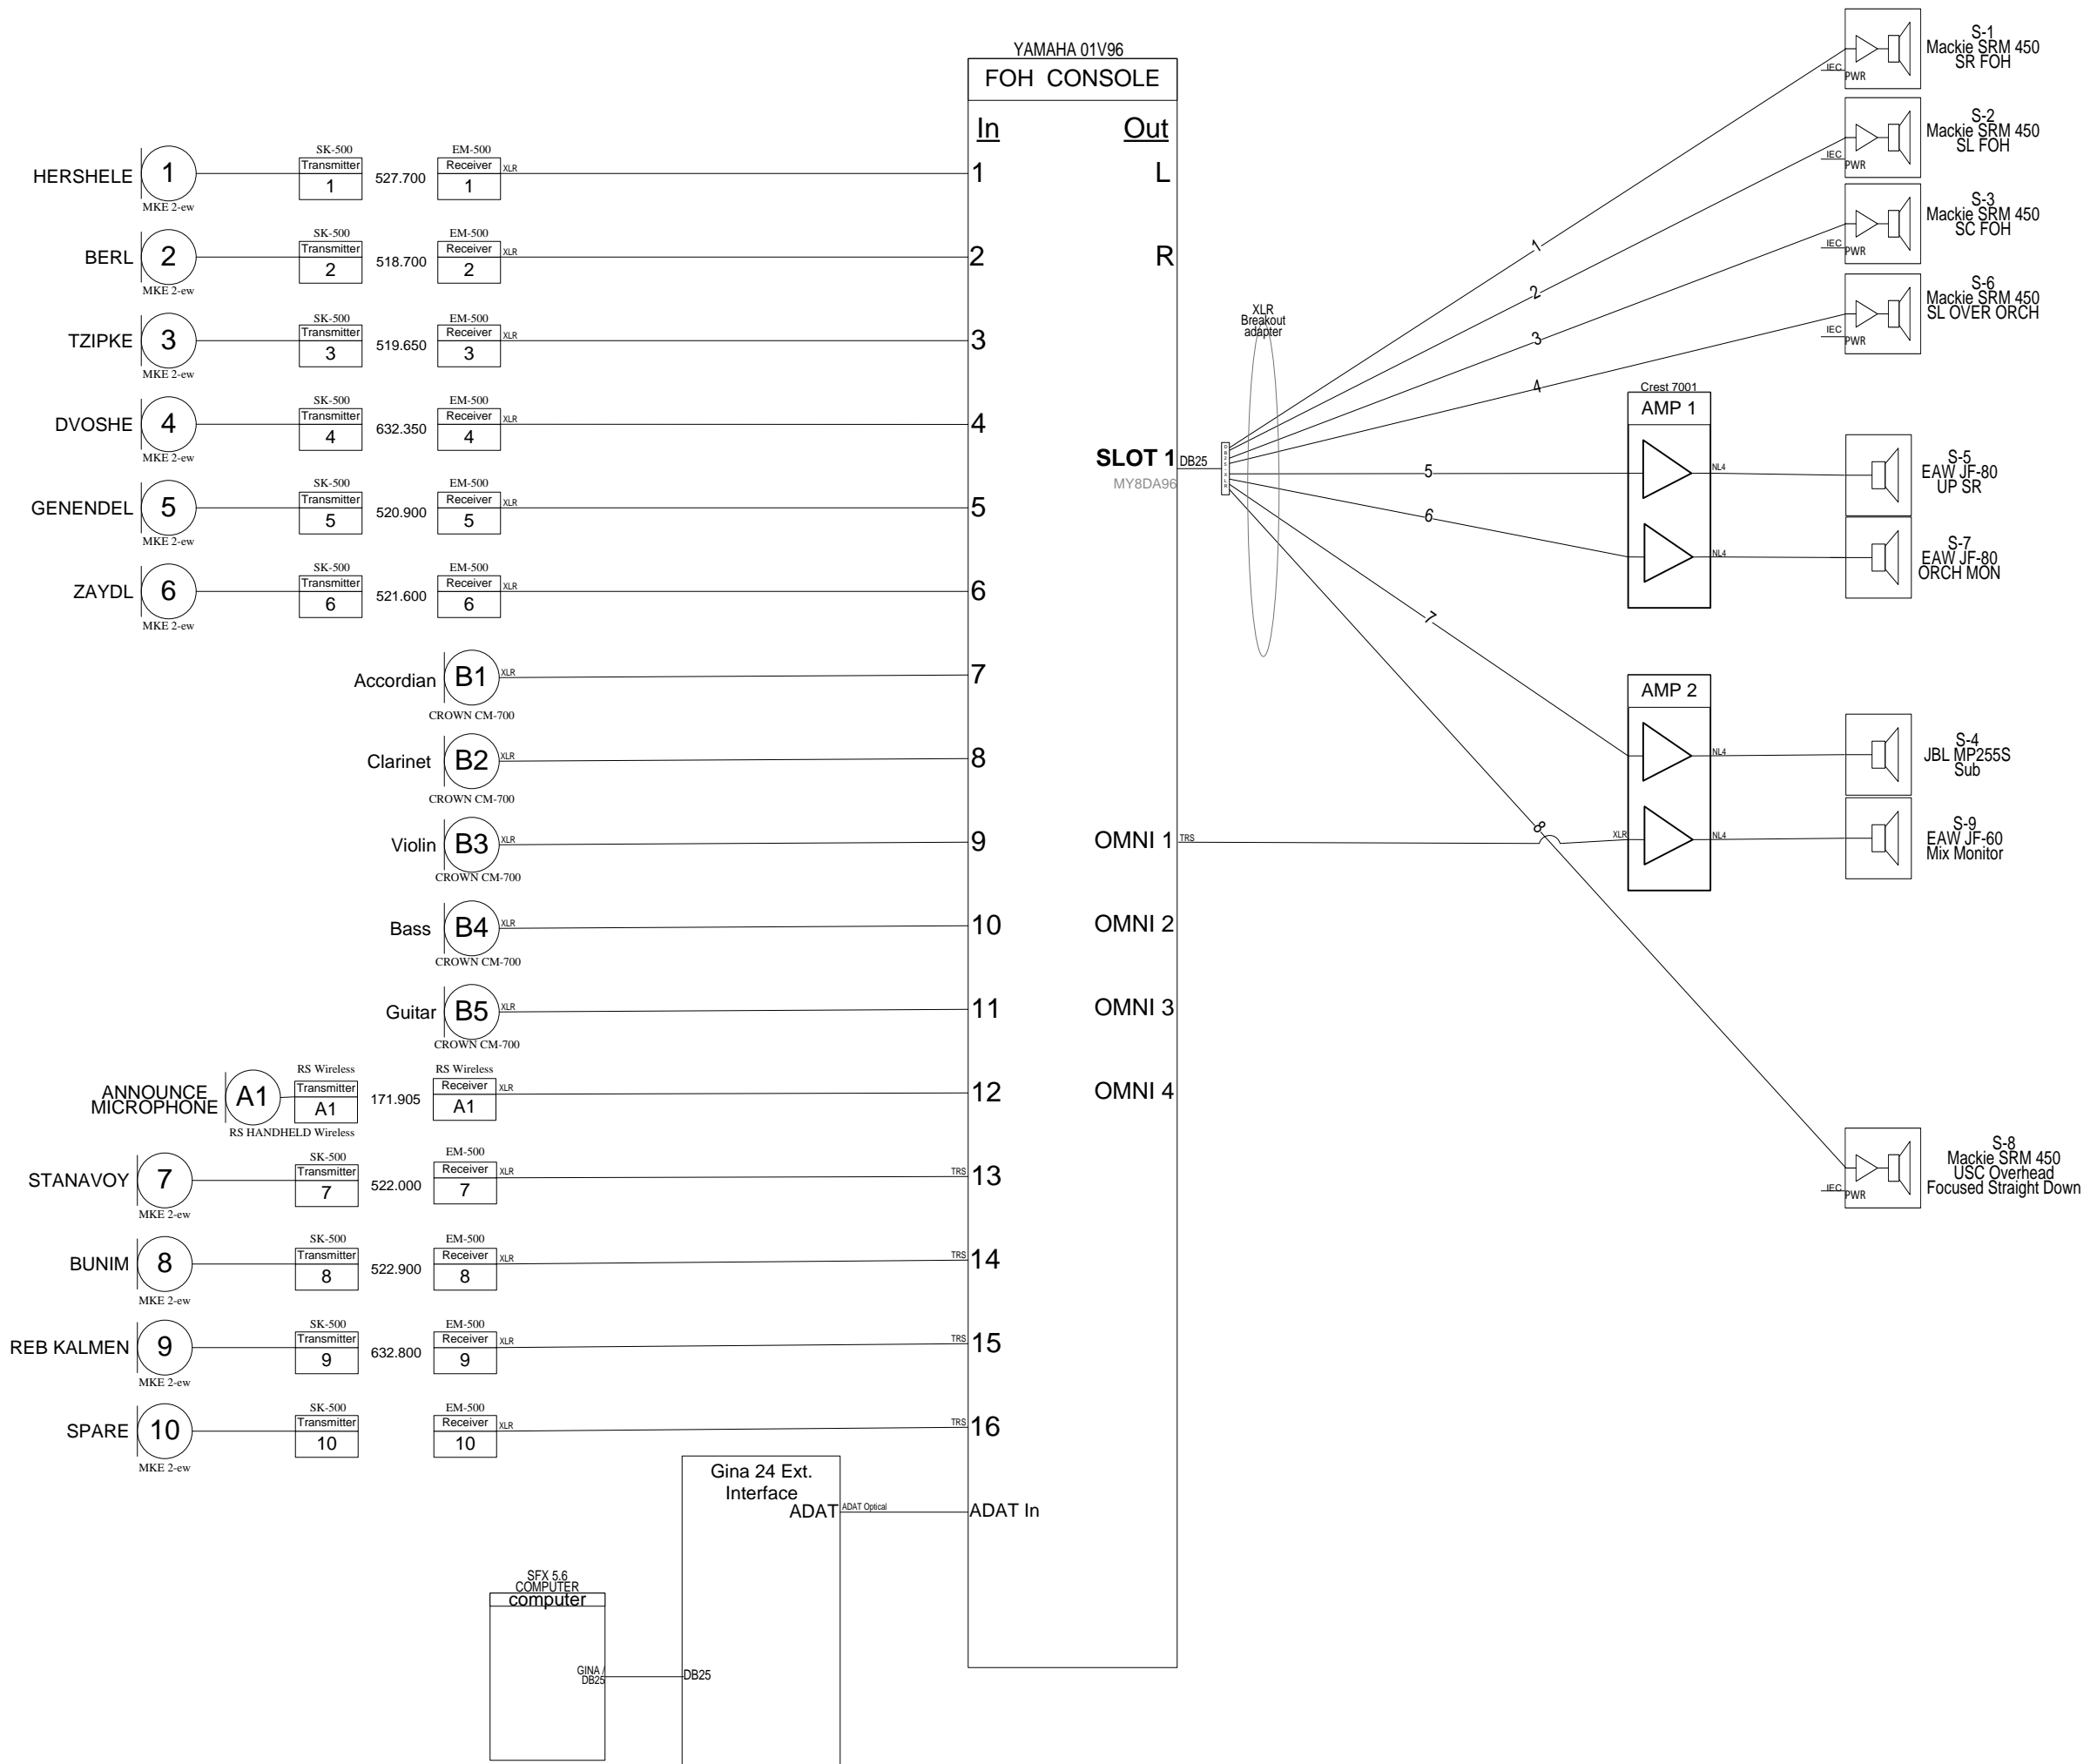 YAMAHA 01V96
FOH CONSOLE
In
Out
HERSHELE
1
MKE 2-ew
SK-500
Transmitter
1
527.700
EM-500
Receiver
1
XLR
1
L
BERL
2
MKE 2-ew
SK-500
Transmitter
2
518.700
EM-500
Receiver
2
XLR
2
R
TZIPKE
3
MKE 2-ew
SK-500
Transmitter
3
519.650
EM-500
Receiver
3
XLR
3
DVOSHE
4
MKE 2-ew
SK-500
Transmitter
4
632.350
EM-500
Receiver
4
XLR
4
GENENDEL
5
MKE 2-ew
SK-500
Transmitter
5
520.900
EM-500
Receiver
5
XLR
5
SLOT 1
MY8DA96
DB25
ZAYDL
6
MKE 2-ew
SK-500
Transmitter
6
521.600
EM-500
Receiver
6
XLR
6
Accordian
B1
XLR
CROWN CM-700
7
Clarinet
B2
XLR
CROWN CM-700
8
Violin
B3
XLR
CROWN CM-700
9
OMNI 1
TRS
Bass
B4
XLR
CROWN CM-700
10
OMNI 2
Guitar
B5
XLR
CROWN CM-700
11
OMNI 3
ANNOUNCE
MICROPHONE
A1
RS HANDHELD Wireless
RS Wireless
Transmitter
A1
171.905
RS Wireless
Receiver
A1
XLR
12
OMNI 4
STANAVOY
7
MKE 2-ew
SK-500
Transmitter
7
522.000
EM-500
Receiver
7
XLR
TRS
13
BUNIM
8
MKE 2-ew
SK-500
Transmitter
8
522.900
EM-500
Receiver
8
XLR
TRS
14
REB KALMEN
9
MKE 2-ew
SK-500
Transmitter
9
632.800
EM-500
Receiver
9
XLR
TRS
15
SPARE
10
MKE 2-ew
SK-500
Transmitter
10
EM-500
Receiver
10
XLR
TRS
16
Gina 24 Ext.
Interface
ADAT
ADAT Optical
ADAT In
DB25
SFX 5.6
COMPUTER
computer
GINA /
DB25
XLR
Breakout
adapter
1
2
3
4
5
6
7
8
IEC
PWR
S-1
Mackie SRM 450
SR FOH
IEC
PWR
S-2
Mackie SRM 450
SL FOH
IEC
PWR
S-3
Mackie SRM 450
SC FOH
IEC
PWR
S-6
Mackie SRM 450
SL OVER ORCH
Crest 7001
AMP 1
NL4
S-5
EAW JF-80
UP SR
NL4
S-7
EAW JF-80
ORCH MON
AMP 2
NL4
S-4
JBL MP255S
Sub
XLR
NL4
S-9
EAW JF-60
Mix Monitor
IEC
PWR
S-8
Mackie SRM 450
USC Overhead
Focused Straight Down